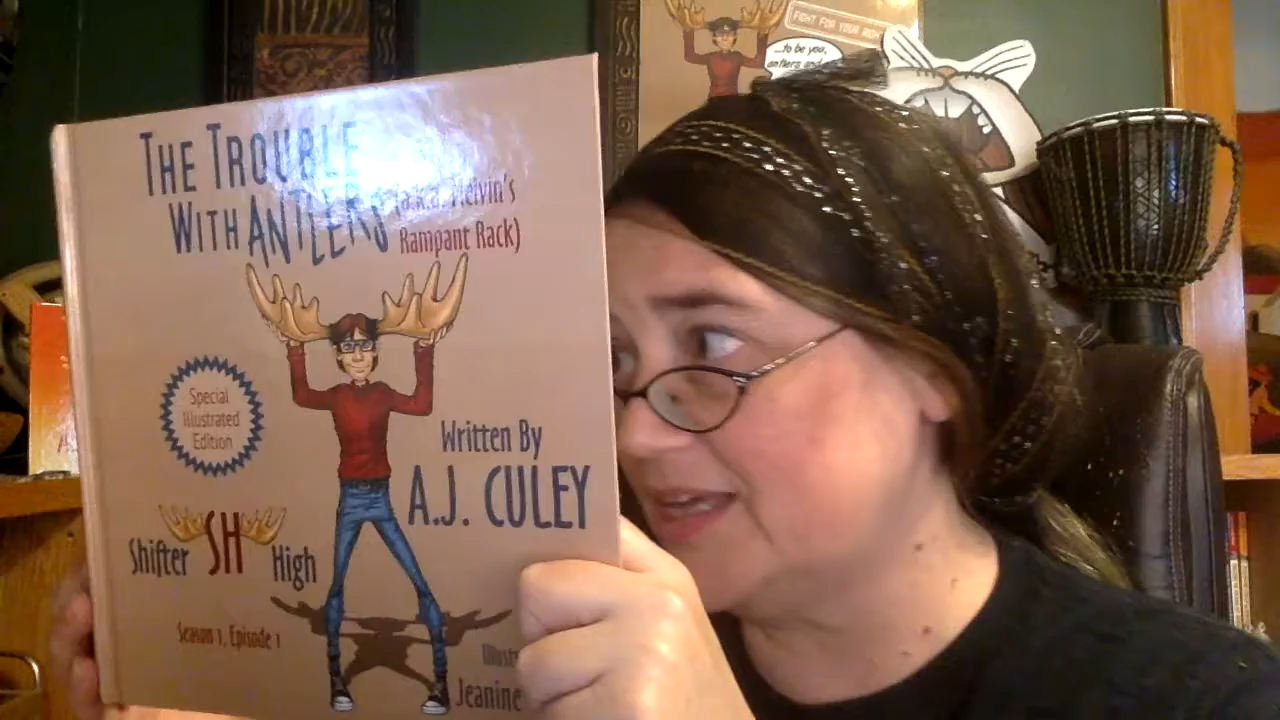 THE TROUBLE
WITH ANTLERS (a.k.a. Melvin's
Rampant Rack)
Special
Illustrated
Edition
Written By
A.J. CULEY
Shifter SH High
Season 1, Episode 1
Jeanine
FIGHT FOR YOUR
...to be you,
antlers and